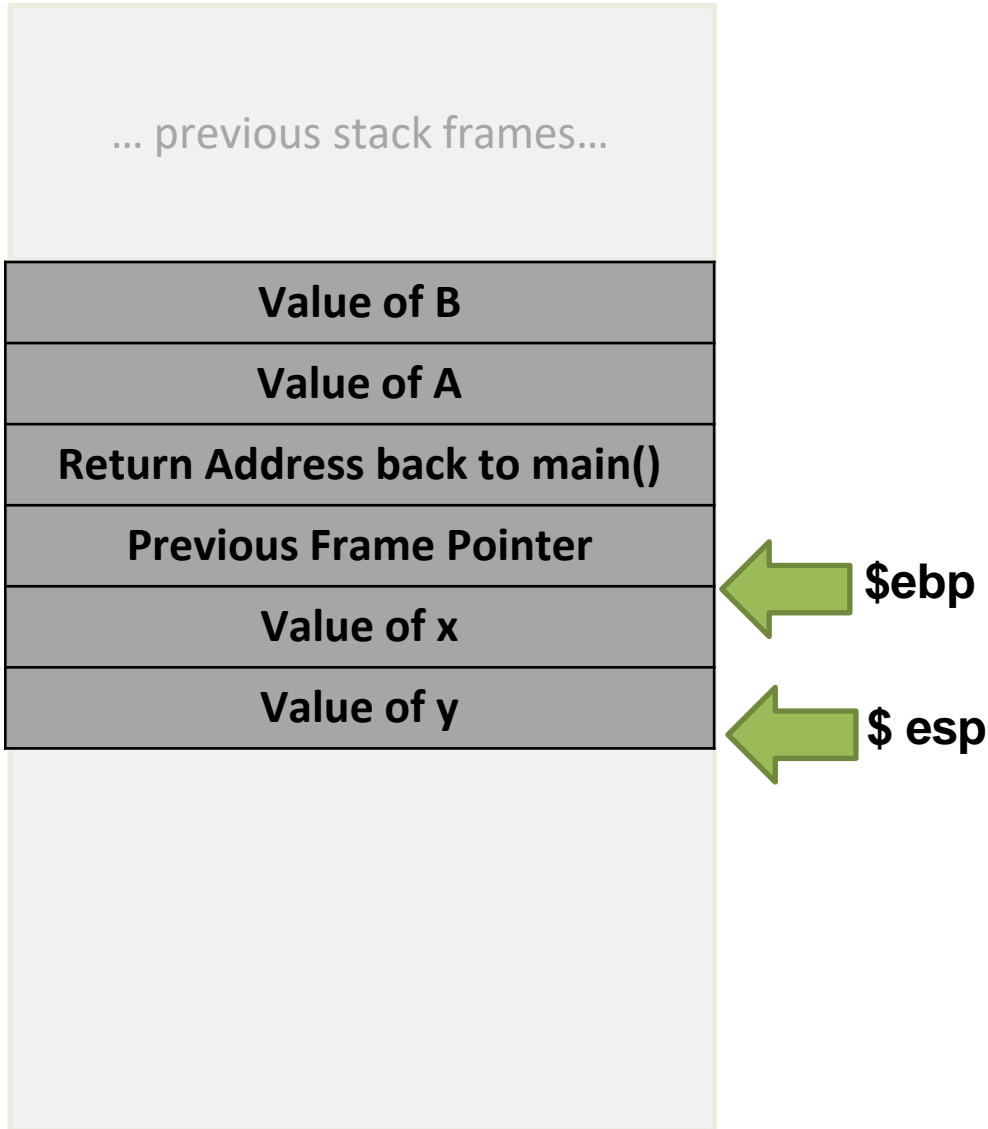 ... previous stack frames...
Value of B
Value of A
Return Address back to main()
Previous Frame Pointer
$ebp
Value of x
Value of y
$ esp